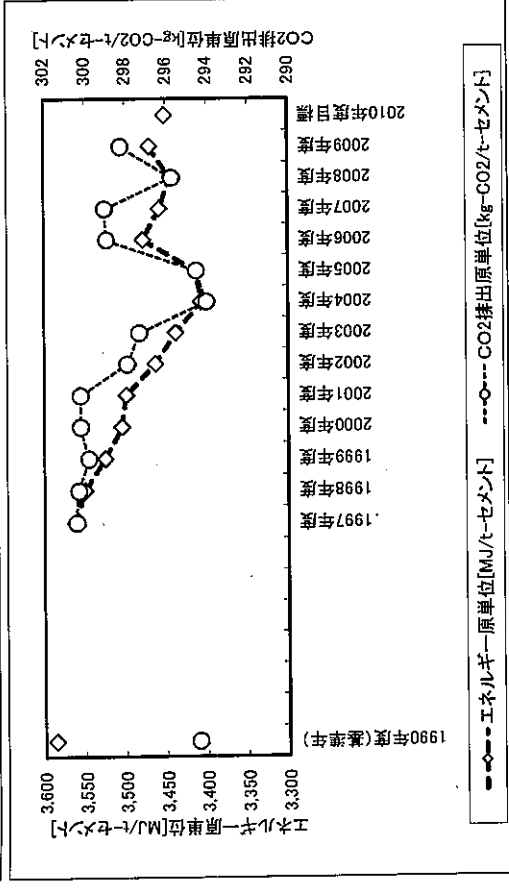 エネルギー原単位[MJ/t-セメント]
3,600
3,550
3,500
3,450
3,400
3,350
3,300
CO2排出原単位[kg-CO2/t-セメント]
302
300
298
296
294
292
290
1990年度(基準年)
1997年度
1998年度
1999年度
2000年度
2001年度
2002年度
2003年度
2004年度
2005年度
2006年度
2007年度
2008年度
2009年度
2010年度目標
エネルギー原単位[MJ/t-セメント]
CO2排出原単位[kg-CO2/t-セメント]